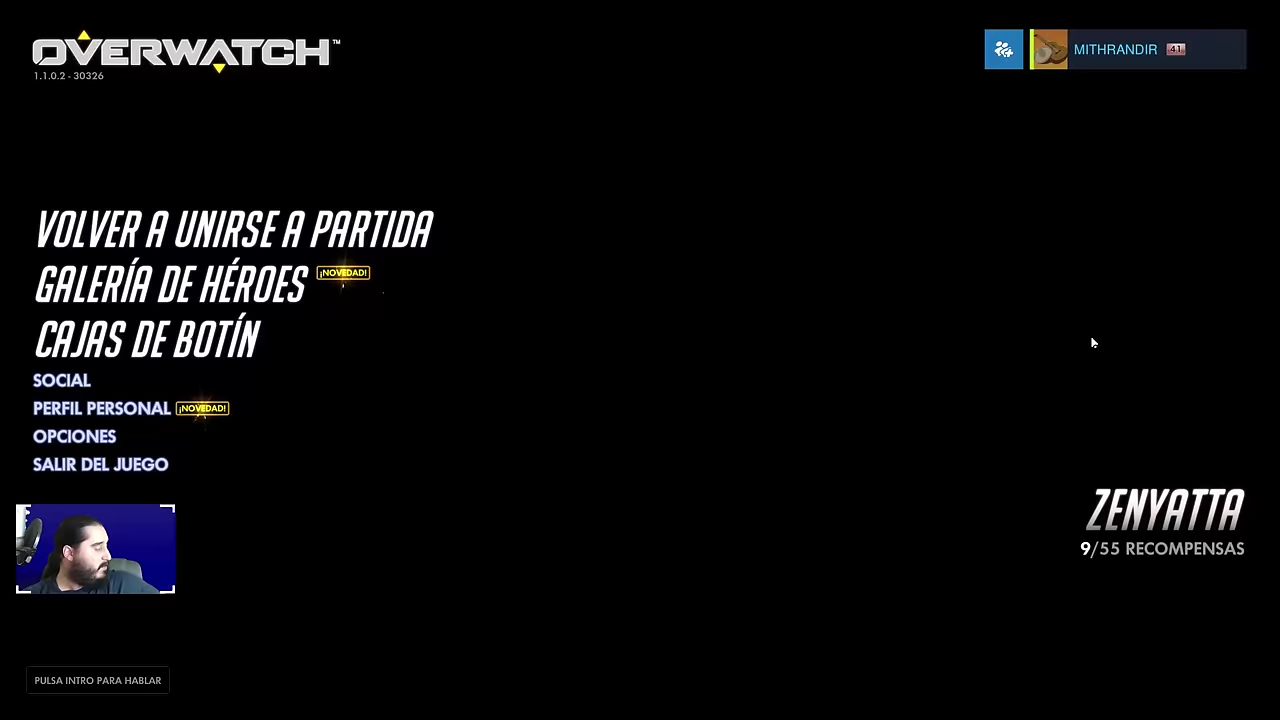 OVERWATCH™
1.1.0.2 - 30326
MITHRANDIR 41
VOLVER A UNIRSE A PARTIDA
GALERÍA DE HÉROES ¡NOVEDAD!
CAJAS DE BOTÍN
SOCIAL
PERFIL PERSONAL ¡NOVEDAD!
OPCIONES
SALIR DEL JUEGO
ZENYATTA
9/55 RECOMPENSAS
PULSA INTRO PARA HABLAR